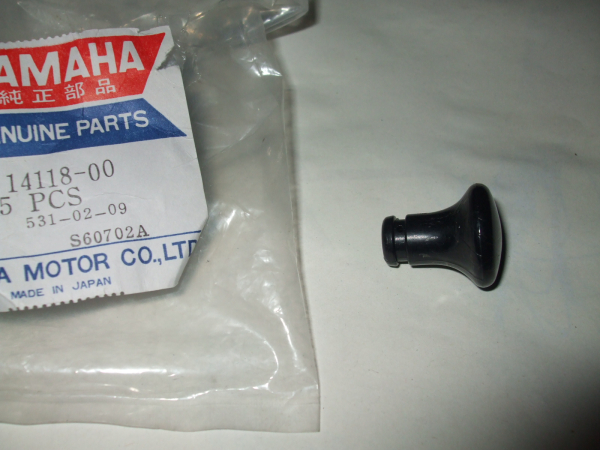 YAMAHA
純正部品
GENUINE PARTS
14118-00
5 PCS
531-02-09
S60702A
A MOTOR CO.,LTD
MADE IN JAPAN